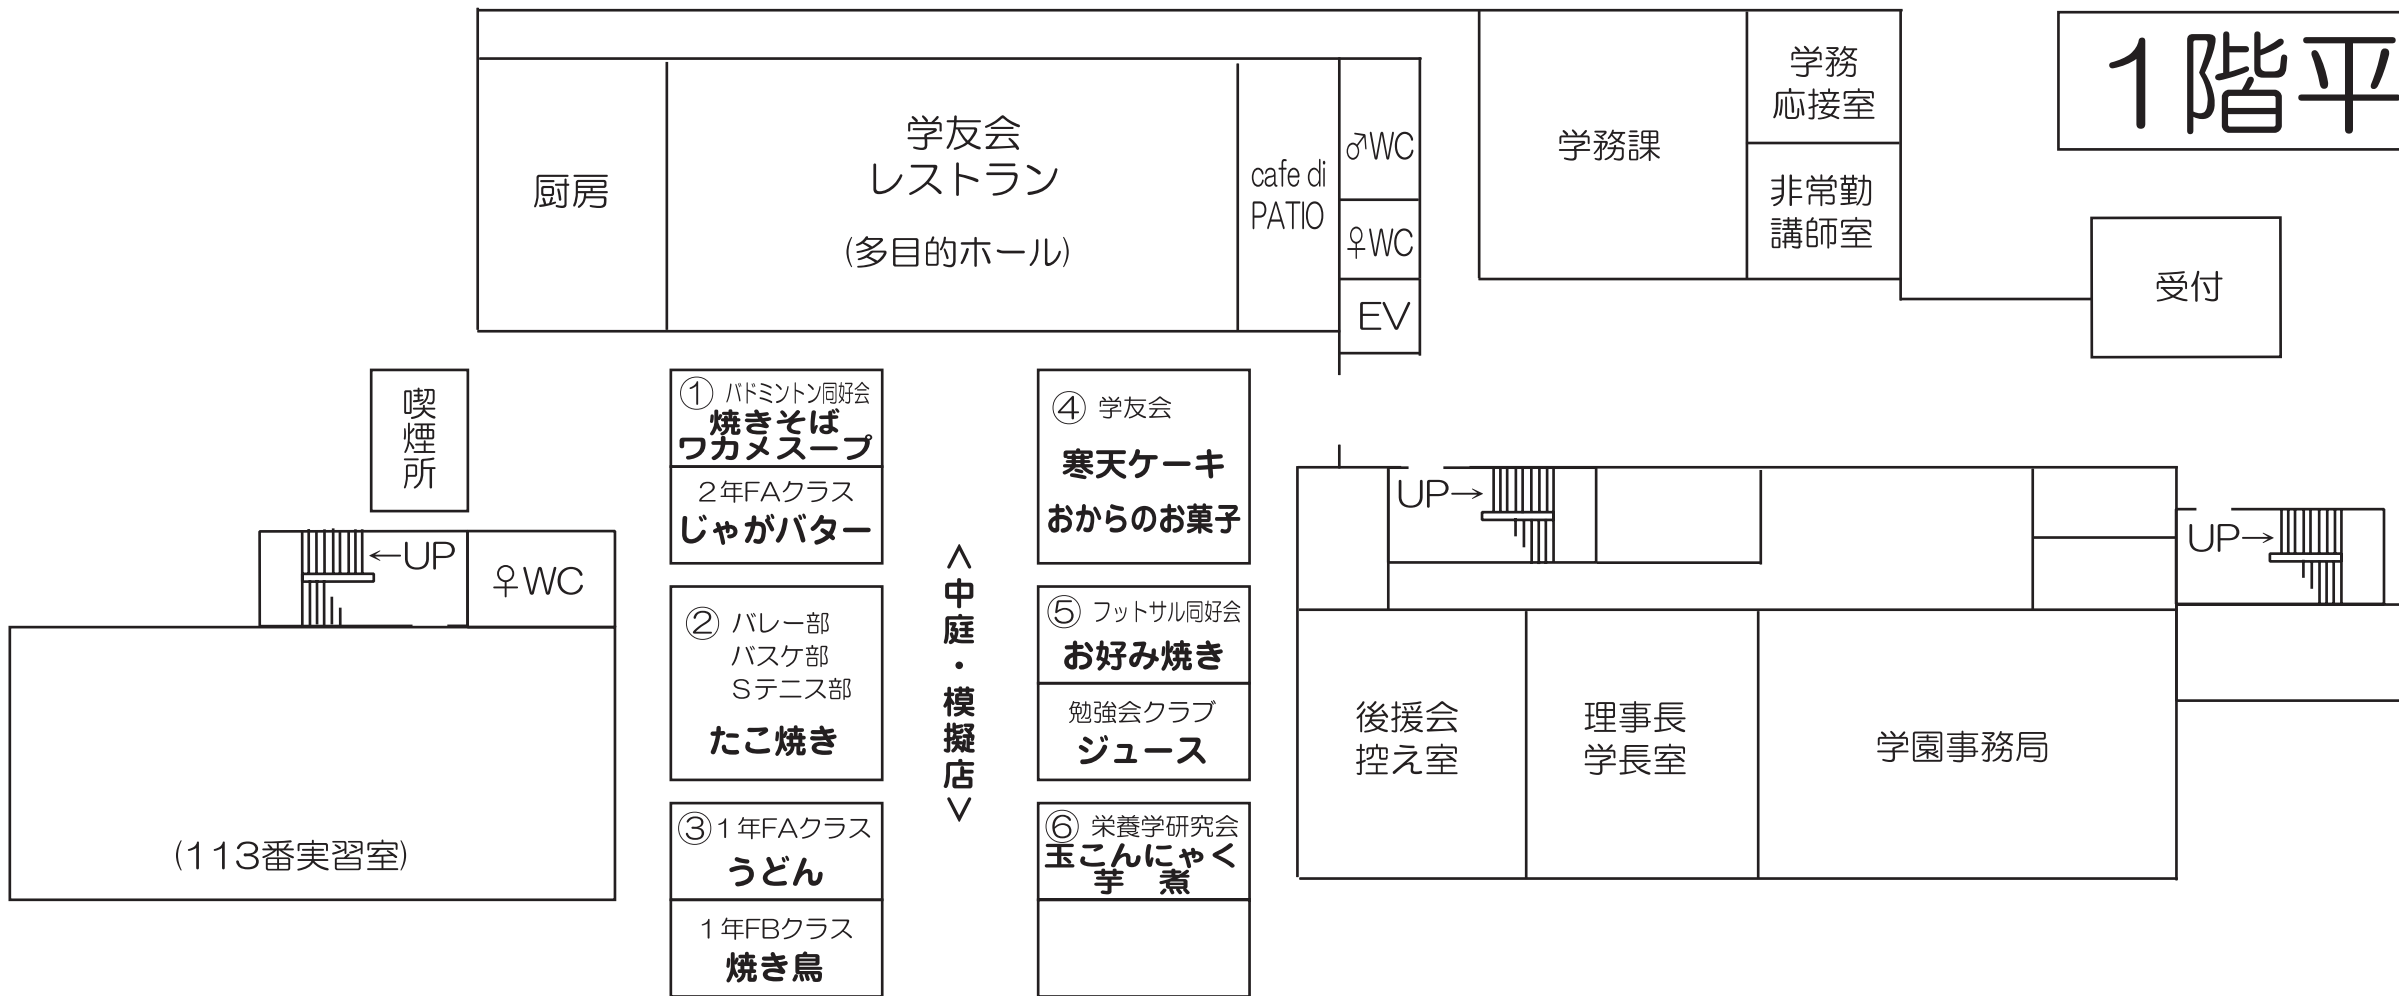 1階平
学務
応接室
学務課
非常勤
講師室
受付
厨房
学友会
レストラン
(多目的ホール)
cafe di
PATIO
♂WC
♀WC
EV
喫煙所
←UP
♀WC
(113番実習室)
① バドミントン同好会
焼きそば
ワカメスープ
2年FAクラス
じゃがバター
② バレー部
バスケ部
Sテニス部
たこ焼き
③1年FAクラス
うどん
1年FBクラス
焼き鳥
<中庭・模擬店>
④ 学友会
寒天ケーキ
おからのお菓子
⑤ フットサル同好会
お好み焼き
勉強会クラブ
ジュース
⑥ 栄養学研究会
玉こんにゃく
芋 煮
UP→
UP→
後援会
控え室
理事長
学長室
学園事務局